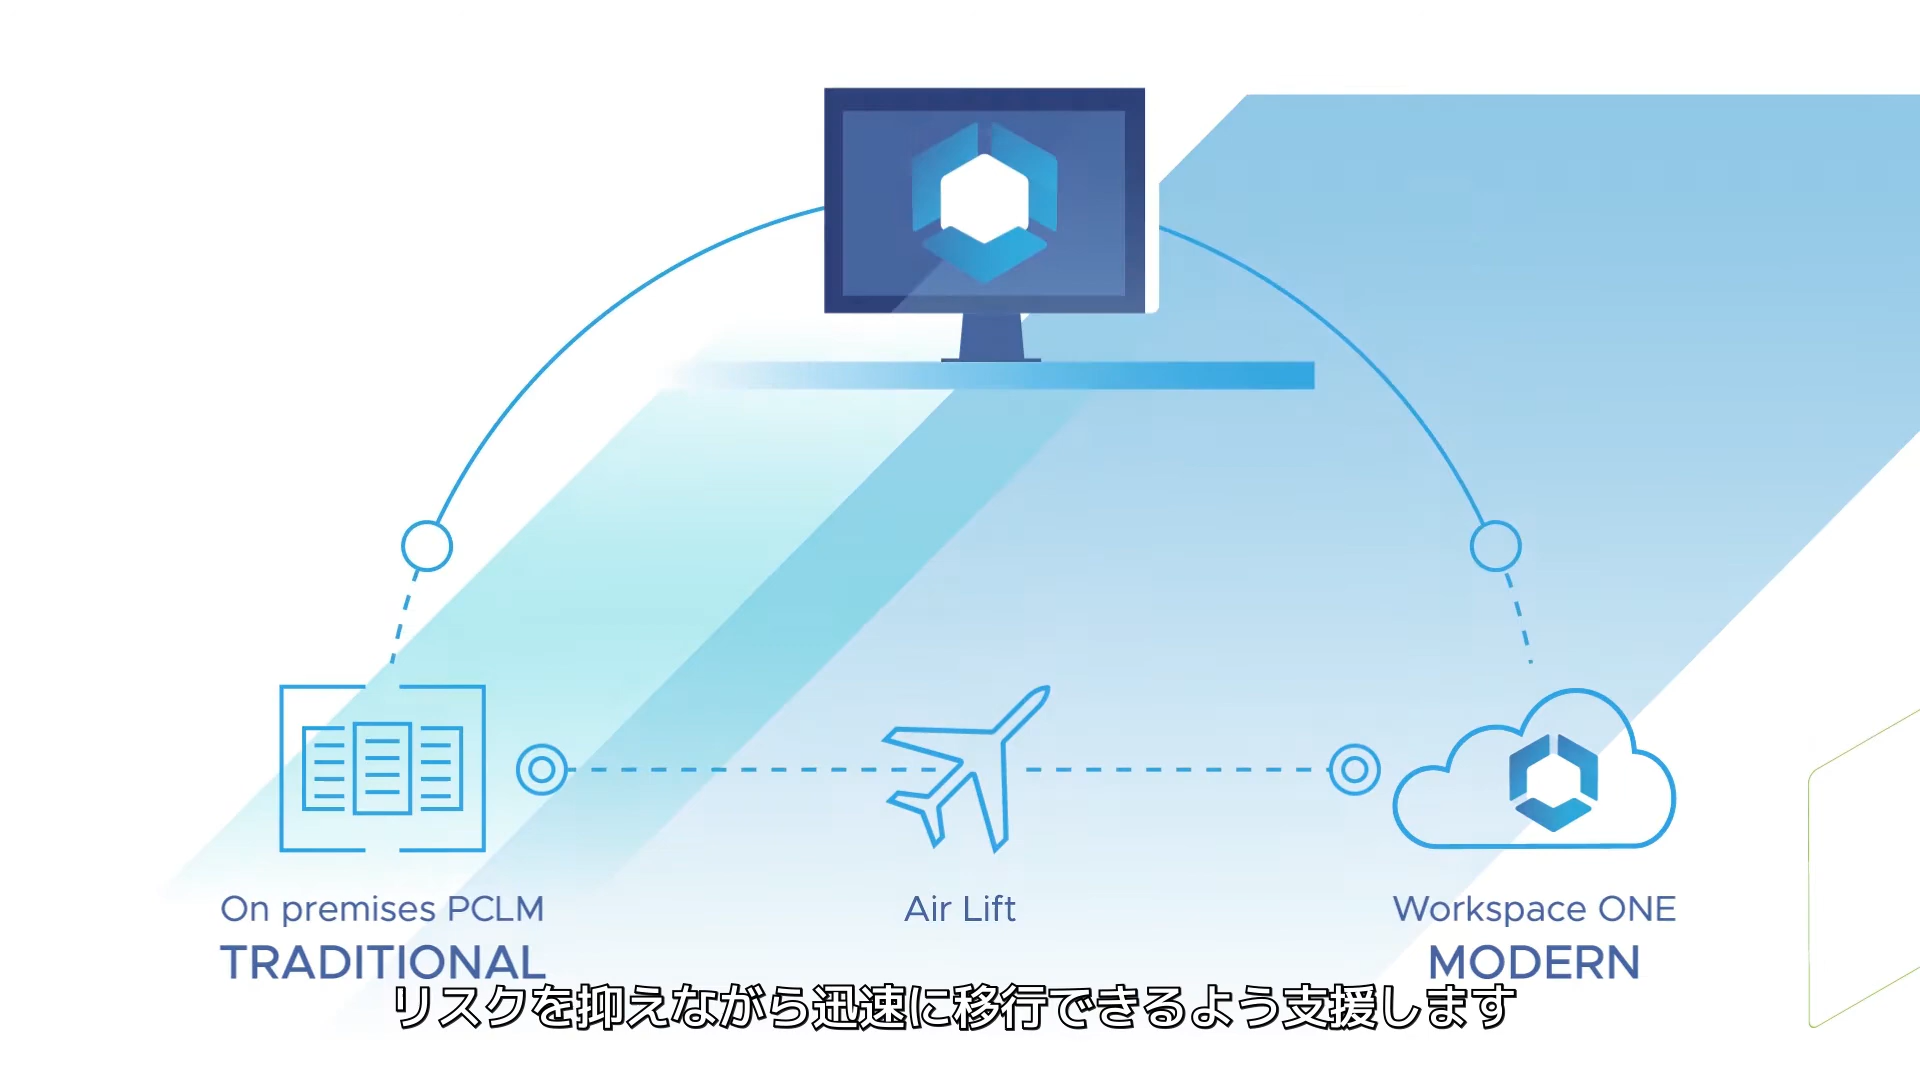 On premises PCLM
TRADITIONAL
Air Lift
Workspace ONE
MODERN
リスクを抑えながら迅速に移行できるよう支援します